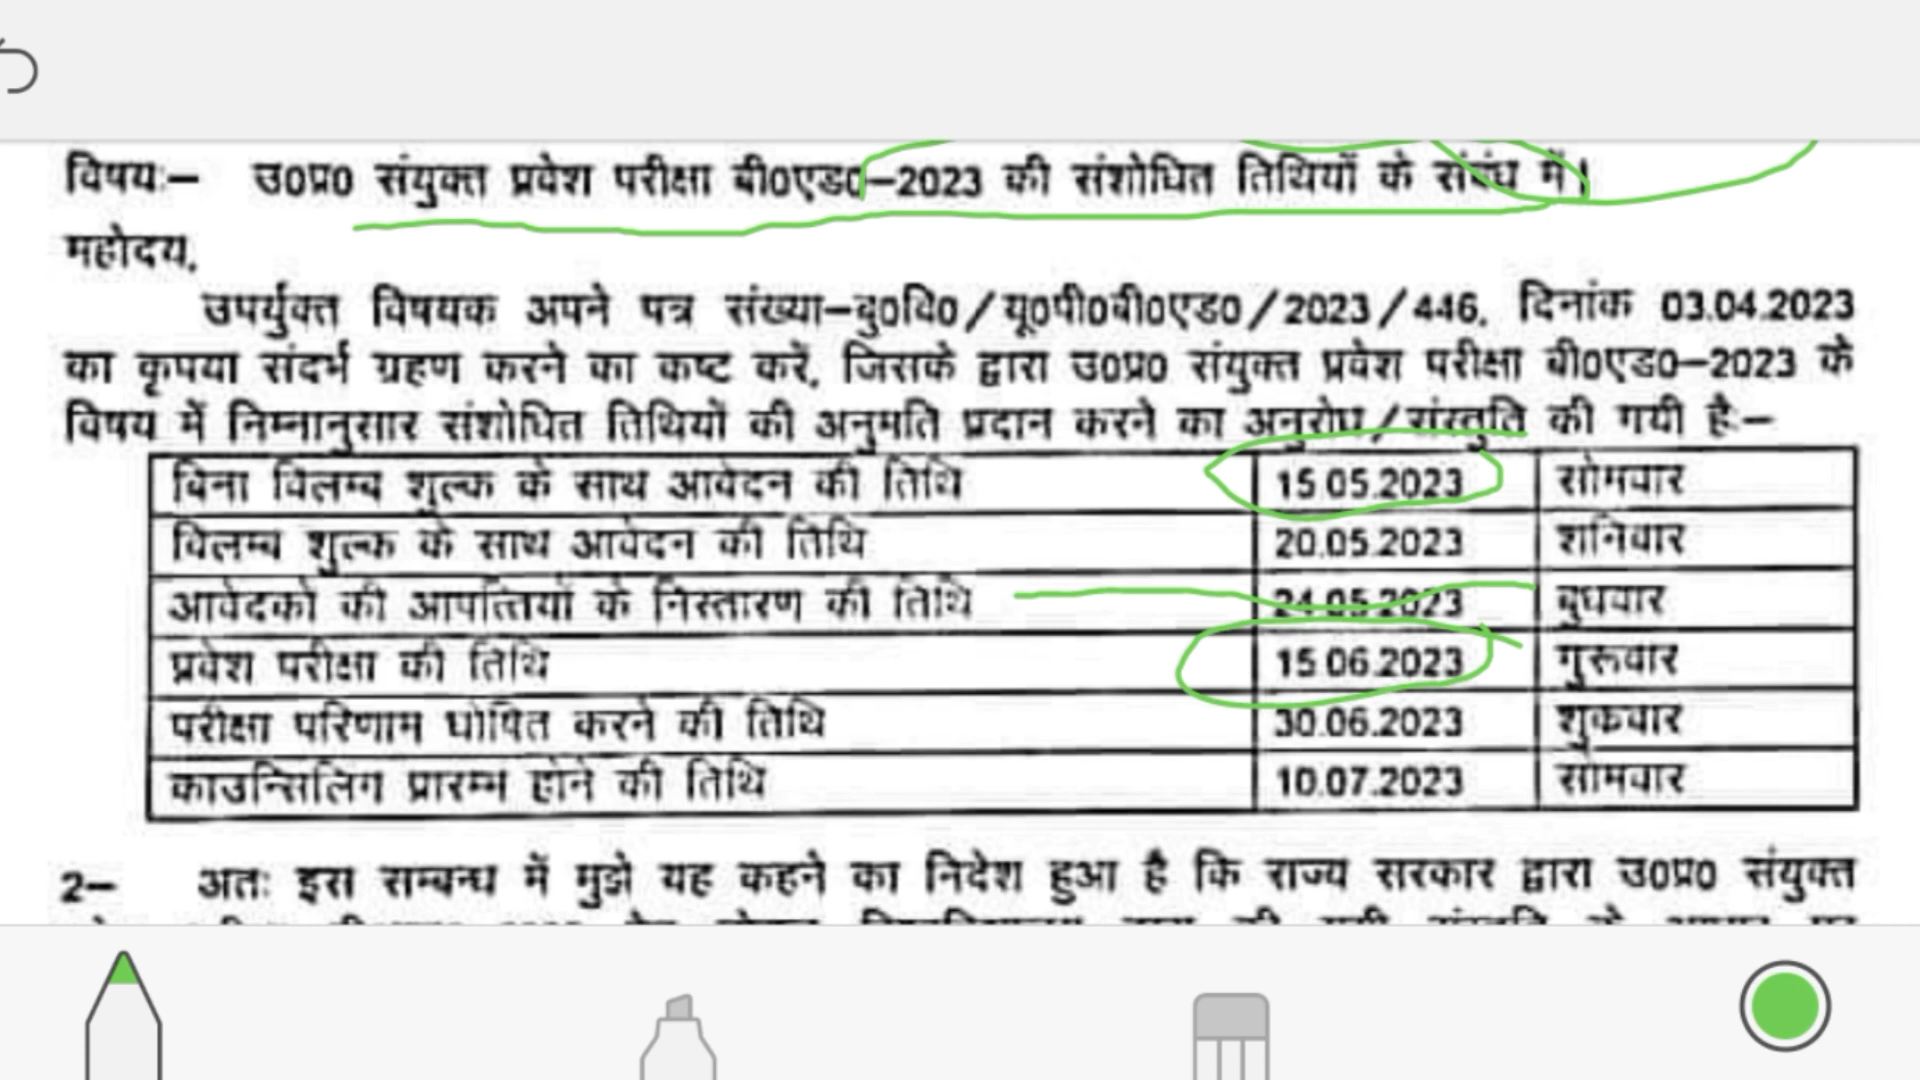 विषय:– उ0प्र0 संयुक्त प्रवेश परीक्षा बी0एड0–2023 की संशोधित तिथियों के संबंध में।
महोदय,
उपर्युक्त विषयक अपने पत्र संख्या–बु0वि0/यू0पी0बी0एड0/2023/446, दिनांक 03.04.2023
का कृपया संदर्भ ग्रहण करने का कष्ट करें, जिसके द्वारा उ0प्र0 संयुक्त प्रवेश परीक्षा बी0एड0–2023 के
विषय में निम्नानुसार संशोधित तिथियों की अनुमति प्रदान करने का अनुरोध/संस्तुति की गयी है:–
बिना विलम्ब शुल्क के साथ आवेदन की तिथि 15.05.2023 सोमवार
विलम्ब शुल्क के साथ आवेदन की तिथि 20.05.2023 शनिवार
आवेदकों की आपत्तियों के निस्तारण की तिथि 24.05.2023 बुधवार
प्रवेश परीक्षा की तिथि 15.06.2023 गुरूवार
परीक्षा परिणाम घोषित करने की तिथि 30.06.2023 शुक्रवार
काउन्सिलिंग प्रारम्भ होने की तिथि 10.07.2023 सोमवार
2– अतः इस सम्बन्ध में मुझे यह कहने का निदेश हुआ है कि राज्य सरकार द्वारा उ0प्र0 संयुक्त